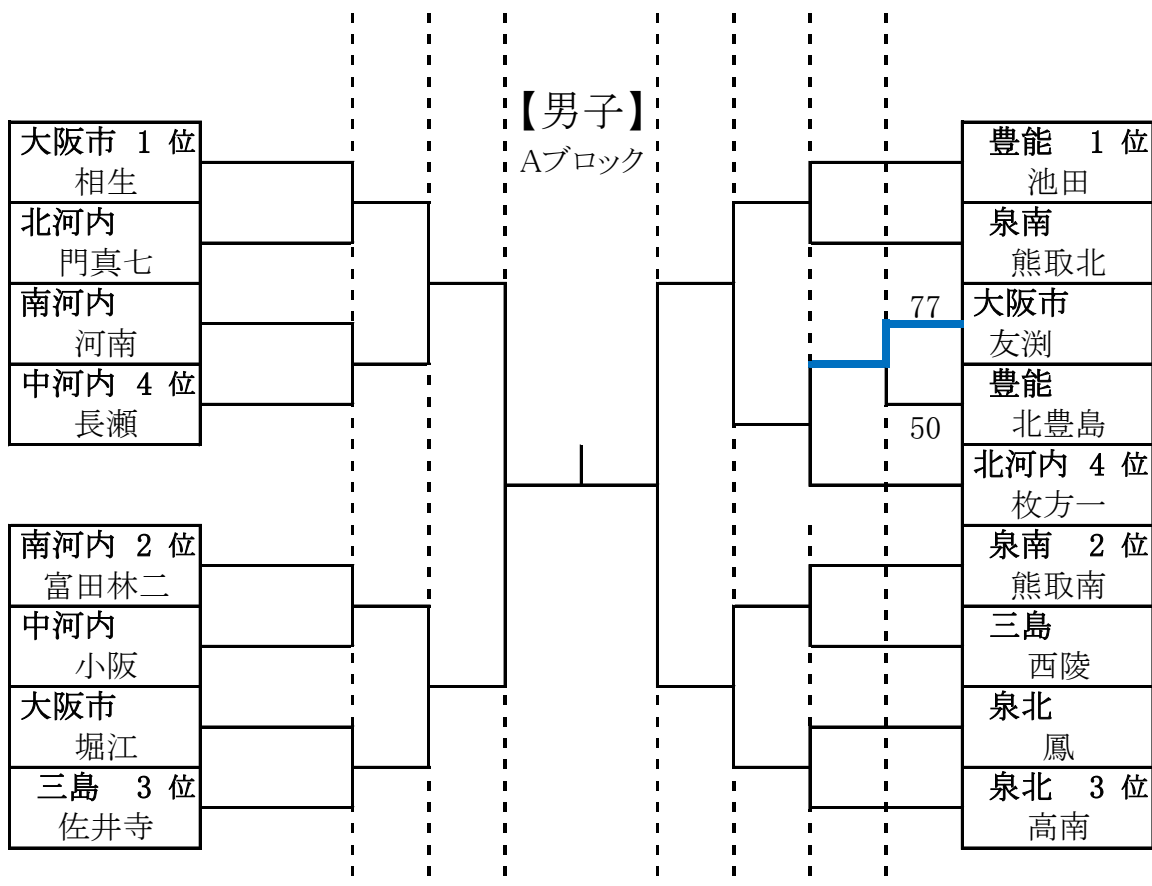 【男子】
Aブロック
大阪市 1 位
相生
北河内
門真七
南河内
河南
中河内 4 位
長瀬
南河内 2 位
富田林二
中河内
小阪
大阪市
堀江
三島 3 位
佐井寺
豊能 1 位
池田
泉南
熊取北
77
大阪市
友渕
豊能
50
北豊島
北河内 4 位
枚方一
泉南 2 位
熊取南
三島
西陵
泉北
鳳
泉北 3 位
高南